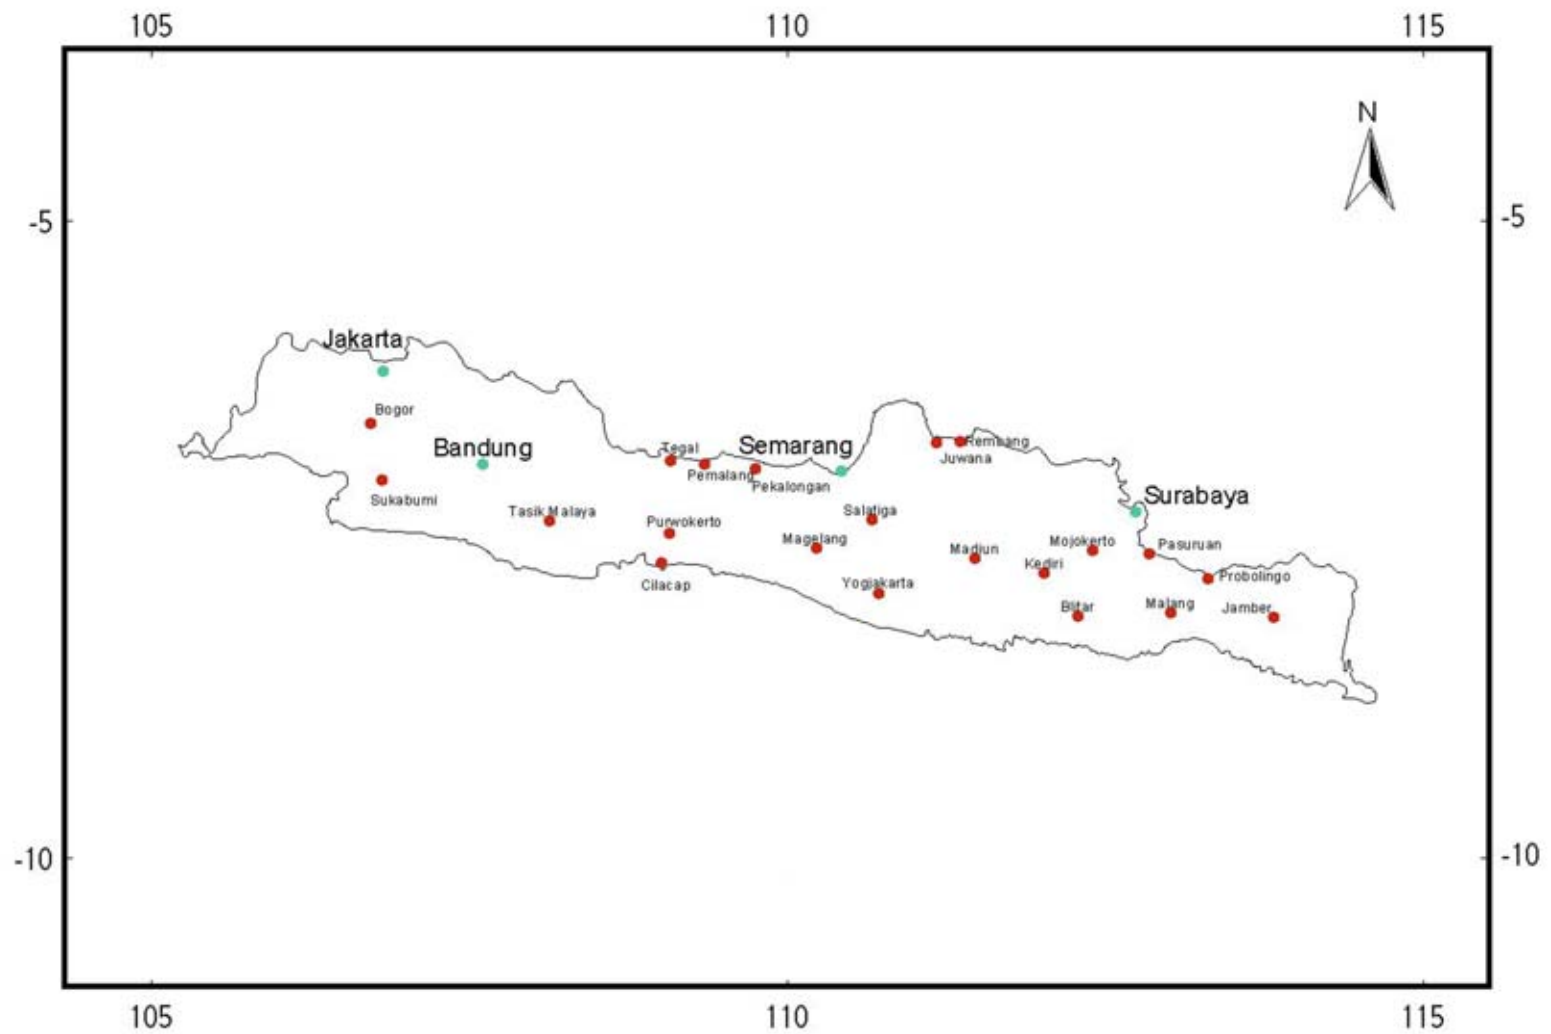 105
110
115
N
-5
-5
Jakarta
Bogor
Bandung
Tegal
Semarang
Rembang
Juwana
Pemalang
Pekalongan
Sukabumi
Surabaya
Tasik Malaya
Purwokerto
Salatiga
Magelang
Madiun
Mojokerto
Pasuruan
Kediri
Probolingo
Cilacap
Yogjakarta
Blitar
Malang
Jamber
-10
-10
105
110
115